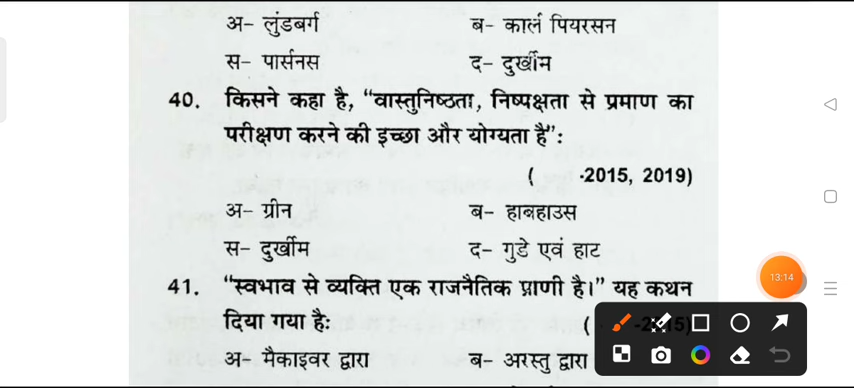 अ- लुंडबर्ग ब- कार्ल पियरसन
स- पार्सनस द- दुर्खीम
40. किसने कहा है, “वास्तुनिष्ठता, निष्पक्षता से प्रमाण का
परीक्षण करने की इच्छा और योग्यता है”:
( -2015, 2019)
अ- ग्रीन ब- हाबहाउस
स- दुर्खीम द- गुडे एवं हाट
41. “स्वभाव से व्यक्ति एक राजनैतिक प्राणी है।” यह कथन
दिया गया है:
अ- मैकाइवर द्वारा ब- अरस्तु द्वारा
13:14